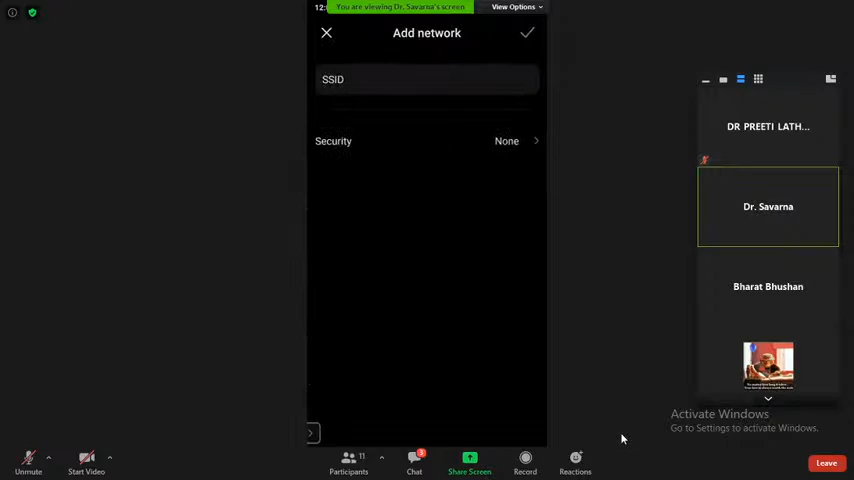 12:
You are viewing Dr. Savarna's screen
View Options
Add network
SSID
Security
None
DR PREETI LATH...
Dr. Savarna
Bharat Bhushan
Activate Windows
Go to Settings to activate Windows.
Unmute
Start Video
11
Participants
3
Chat
Share Screen
Record
Reactions
Leave